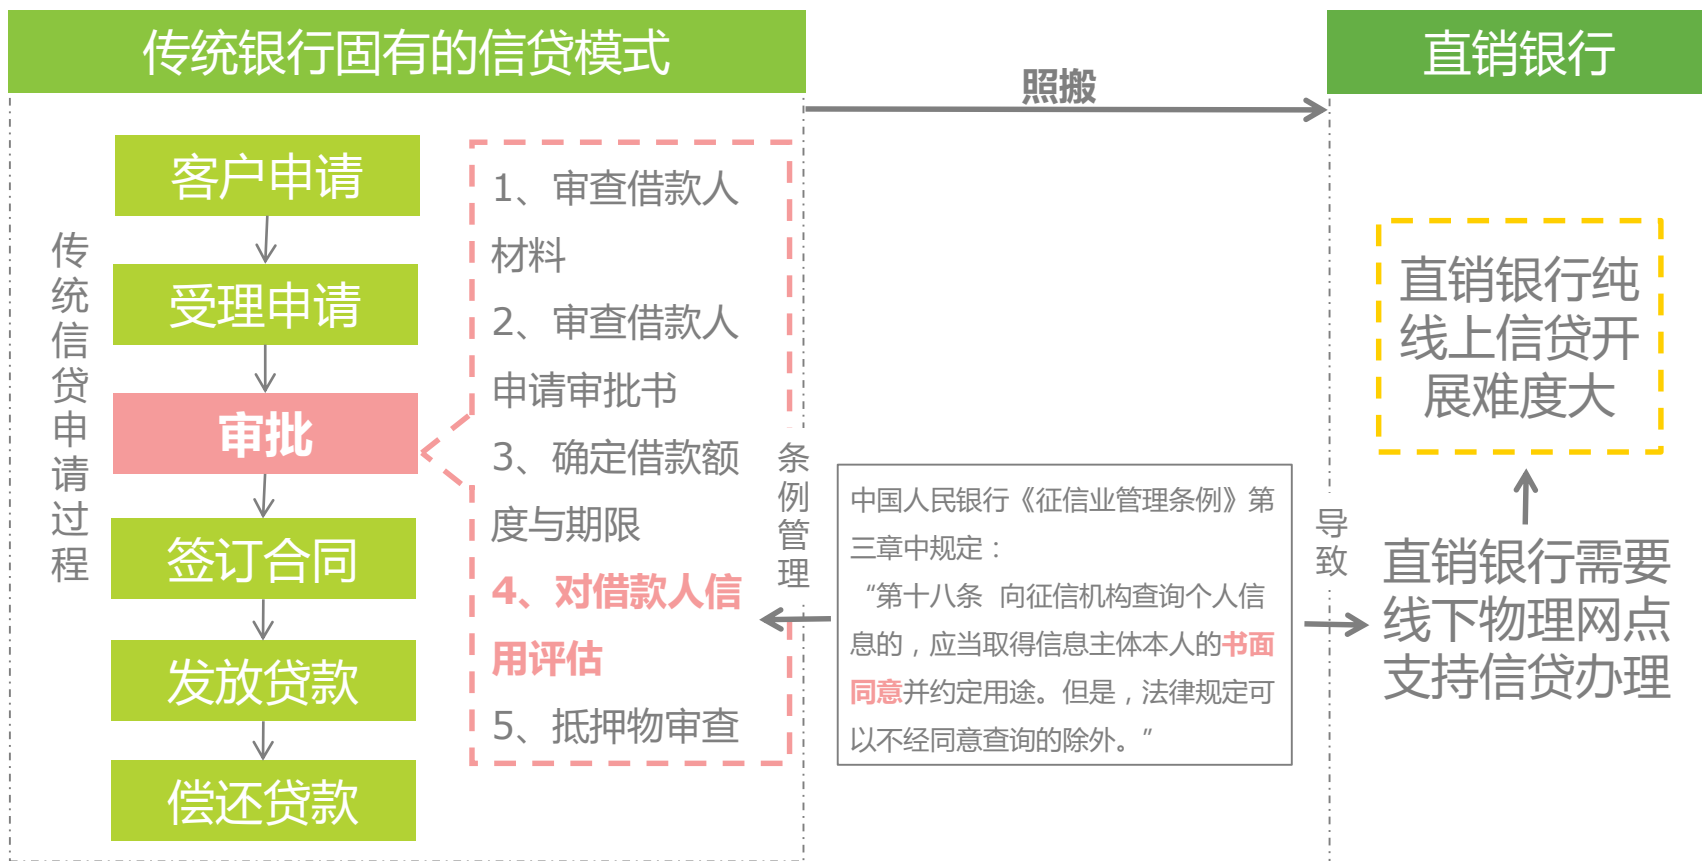 传统银行固有的信贷模式
照搬
直销银行
传统信贷申请过程
客户申请
受理申请
审批
签订合同
发放贷款
偿还贷款
1、审查借款人
材料
2、审查借款人
申请审批书
3、确定借款额
度与期限
4、对借款人信
用评估
5、抵押物审查
条例管理
中国人民银行《征信业管理条例》第
三章中规定：
“第十八条 向征信机构查询个人信
息的，应当取得信息主体本人的书面
同意并约定用途。但是，法律规定可
以不经同意查询的除外。”
导致
直销银行纯
线上信贷开
展难度大
直销银行需要
线下物理网点
支持信贷办理